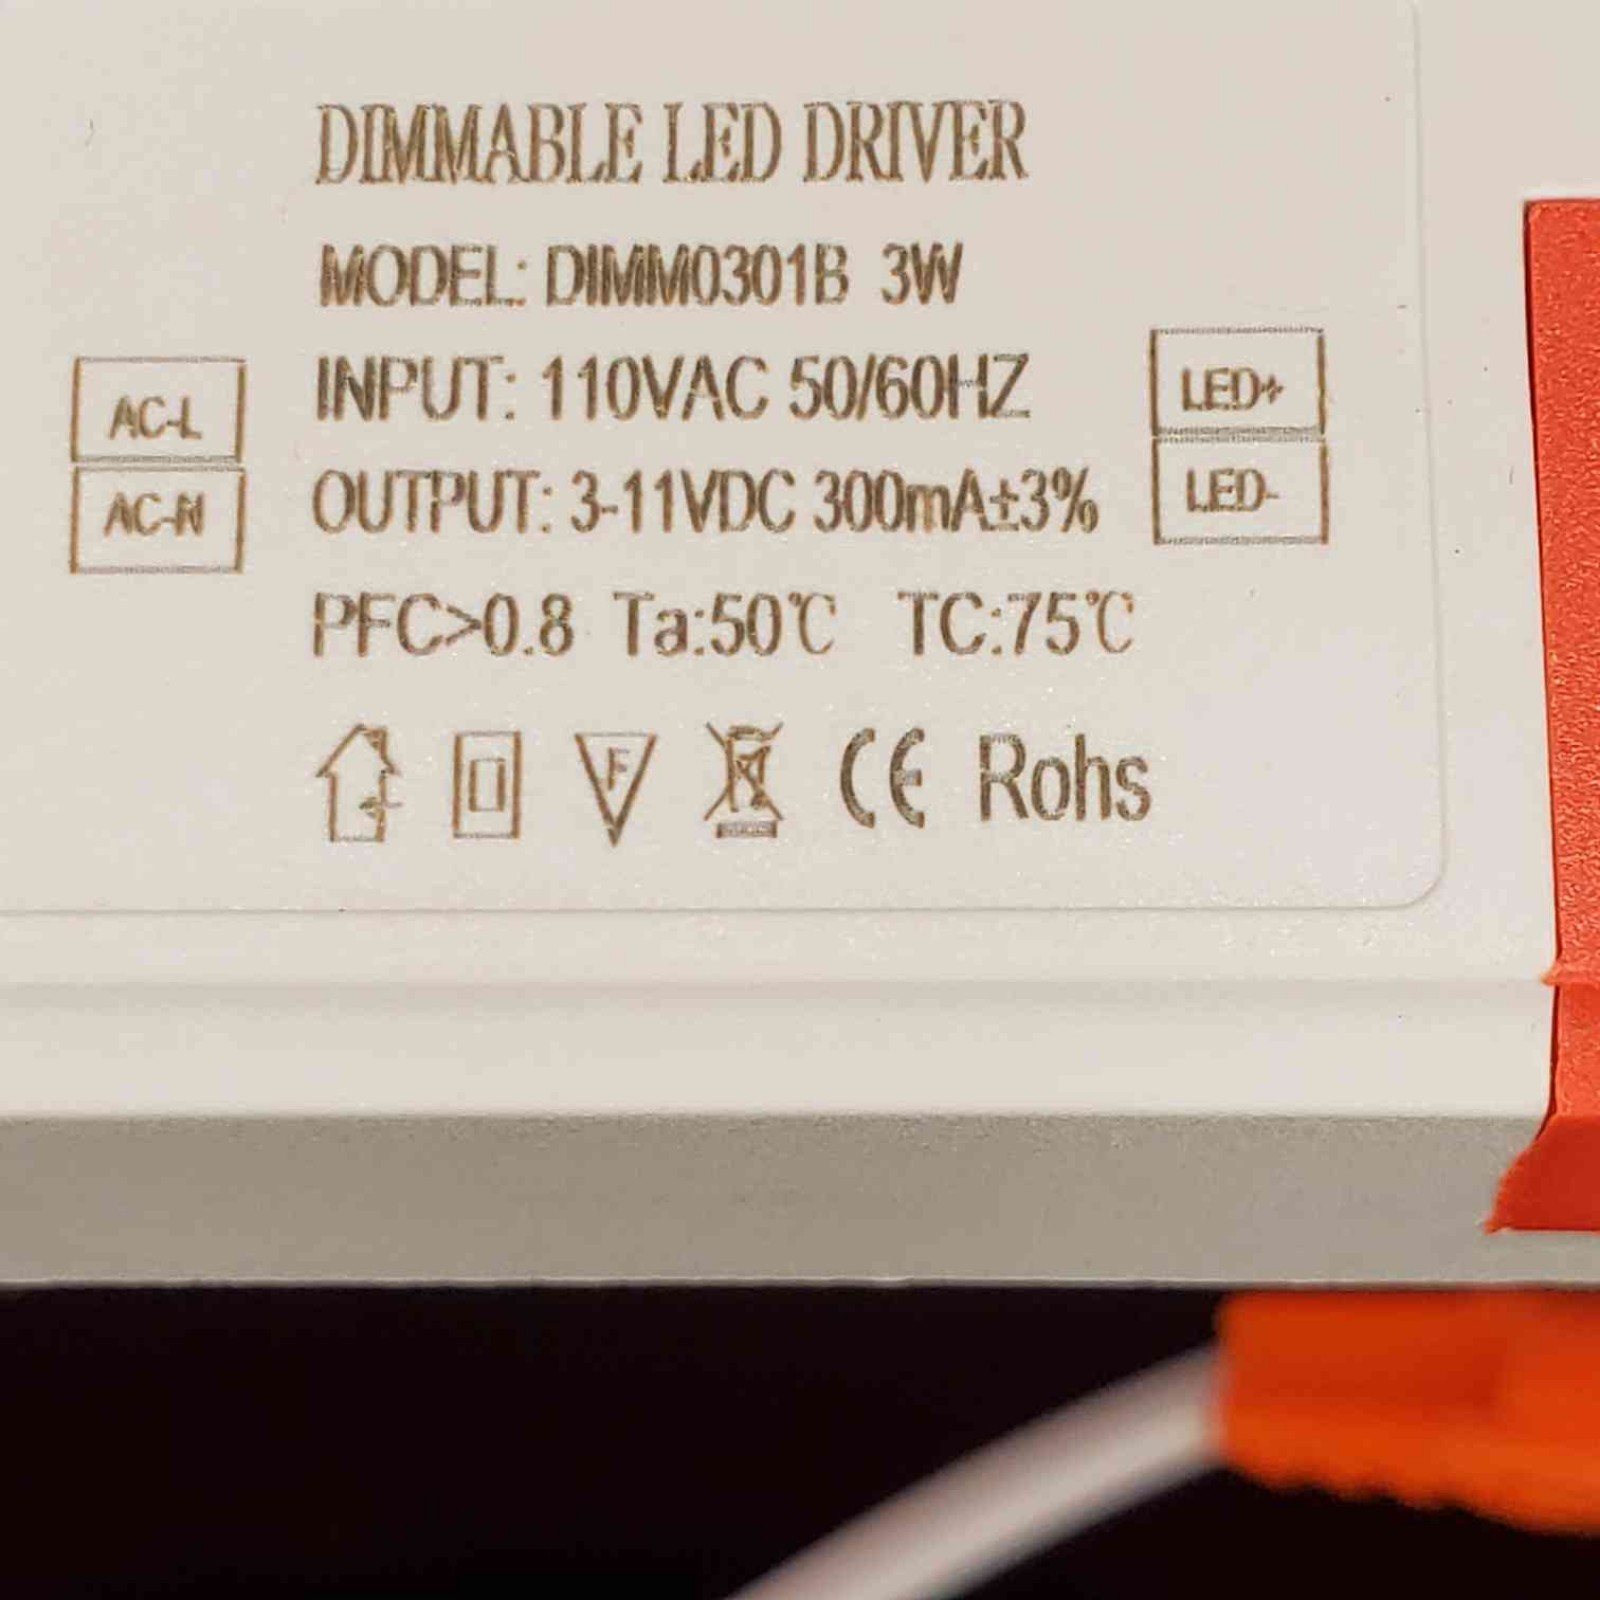 DIMMABLE LED DRIVER
MODEL: DIMM0301B 3W
INPUT: 110VAC 50/60HZ
OUTPUT: 3-11VDC 300mA±3%
PFC>0.8 Ta:50℃ TC:75℃
F CE Rohs
AC-L
AC-N
LED+
LED-